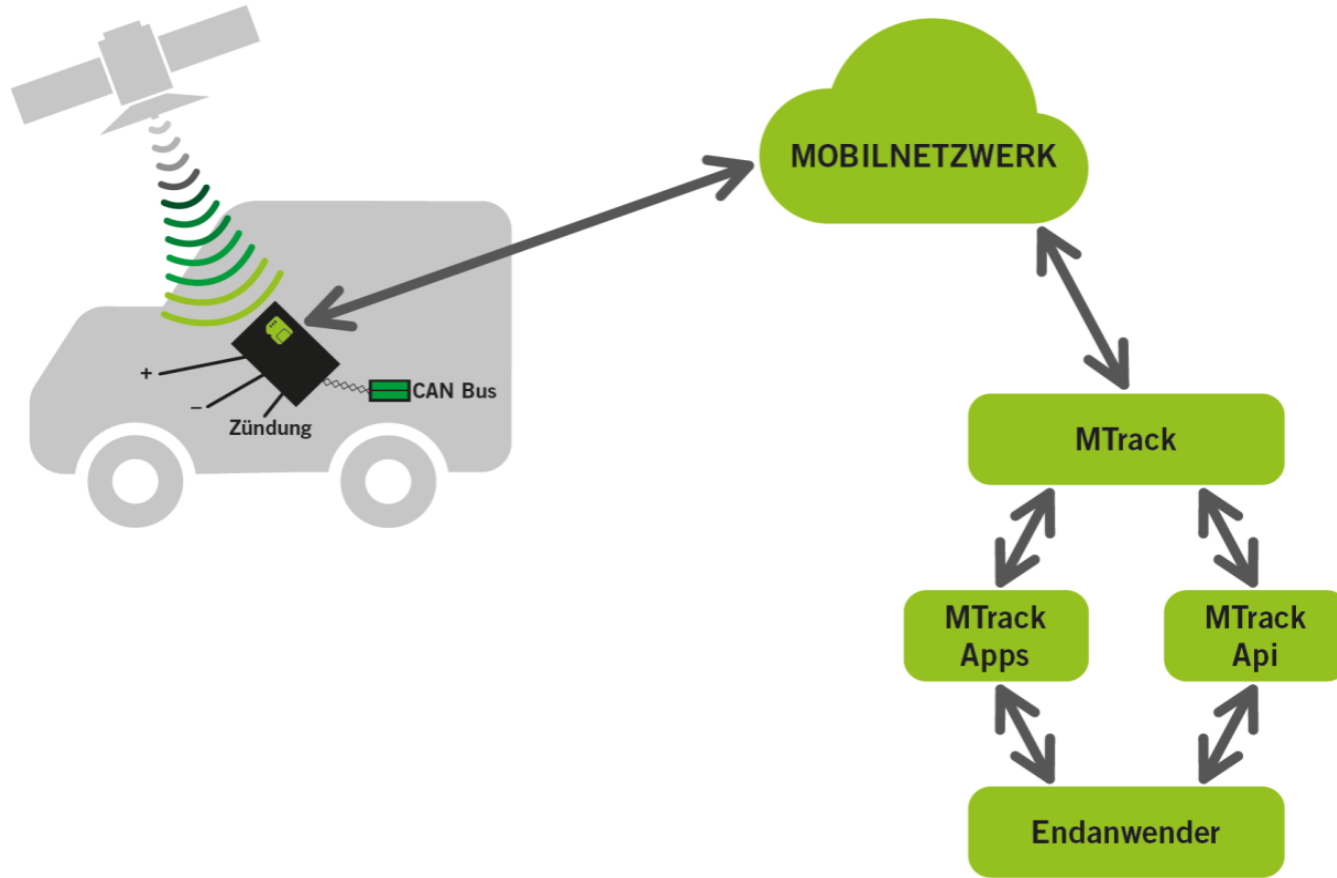 MOBILNETZWERK
+
–
Zündung
CAN Bus
MTrack
MTrack
Apps
MTrack
Api
Endanwender